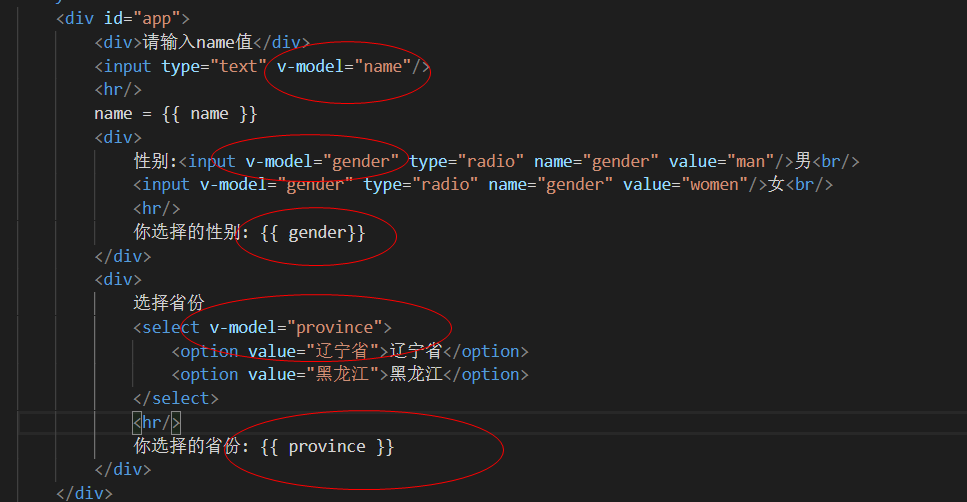 <div id="app">
<div>请输入name值</div>
<input type="text" v-model="name"/>
<hr/>
name = {{ name }}
<div>
性别:<input v-model="gender" type="radio" name="gender" value="man"/>男<br/>
<input v-model="gender" type="radio" name="gender" value="women"/>女<br/>
<hr/>
你选择的性别: {{ gender}}
</div>
<div>
选择省份
<select v-model="province">
<option value="辽宁省">辽宁省</option>
<option value="黑龙江">黑龙江</option>
</select>
<hr/>
你选择的省份: {{ province }}
</div>
</div>